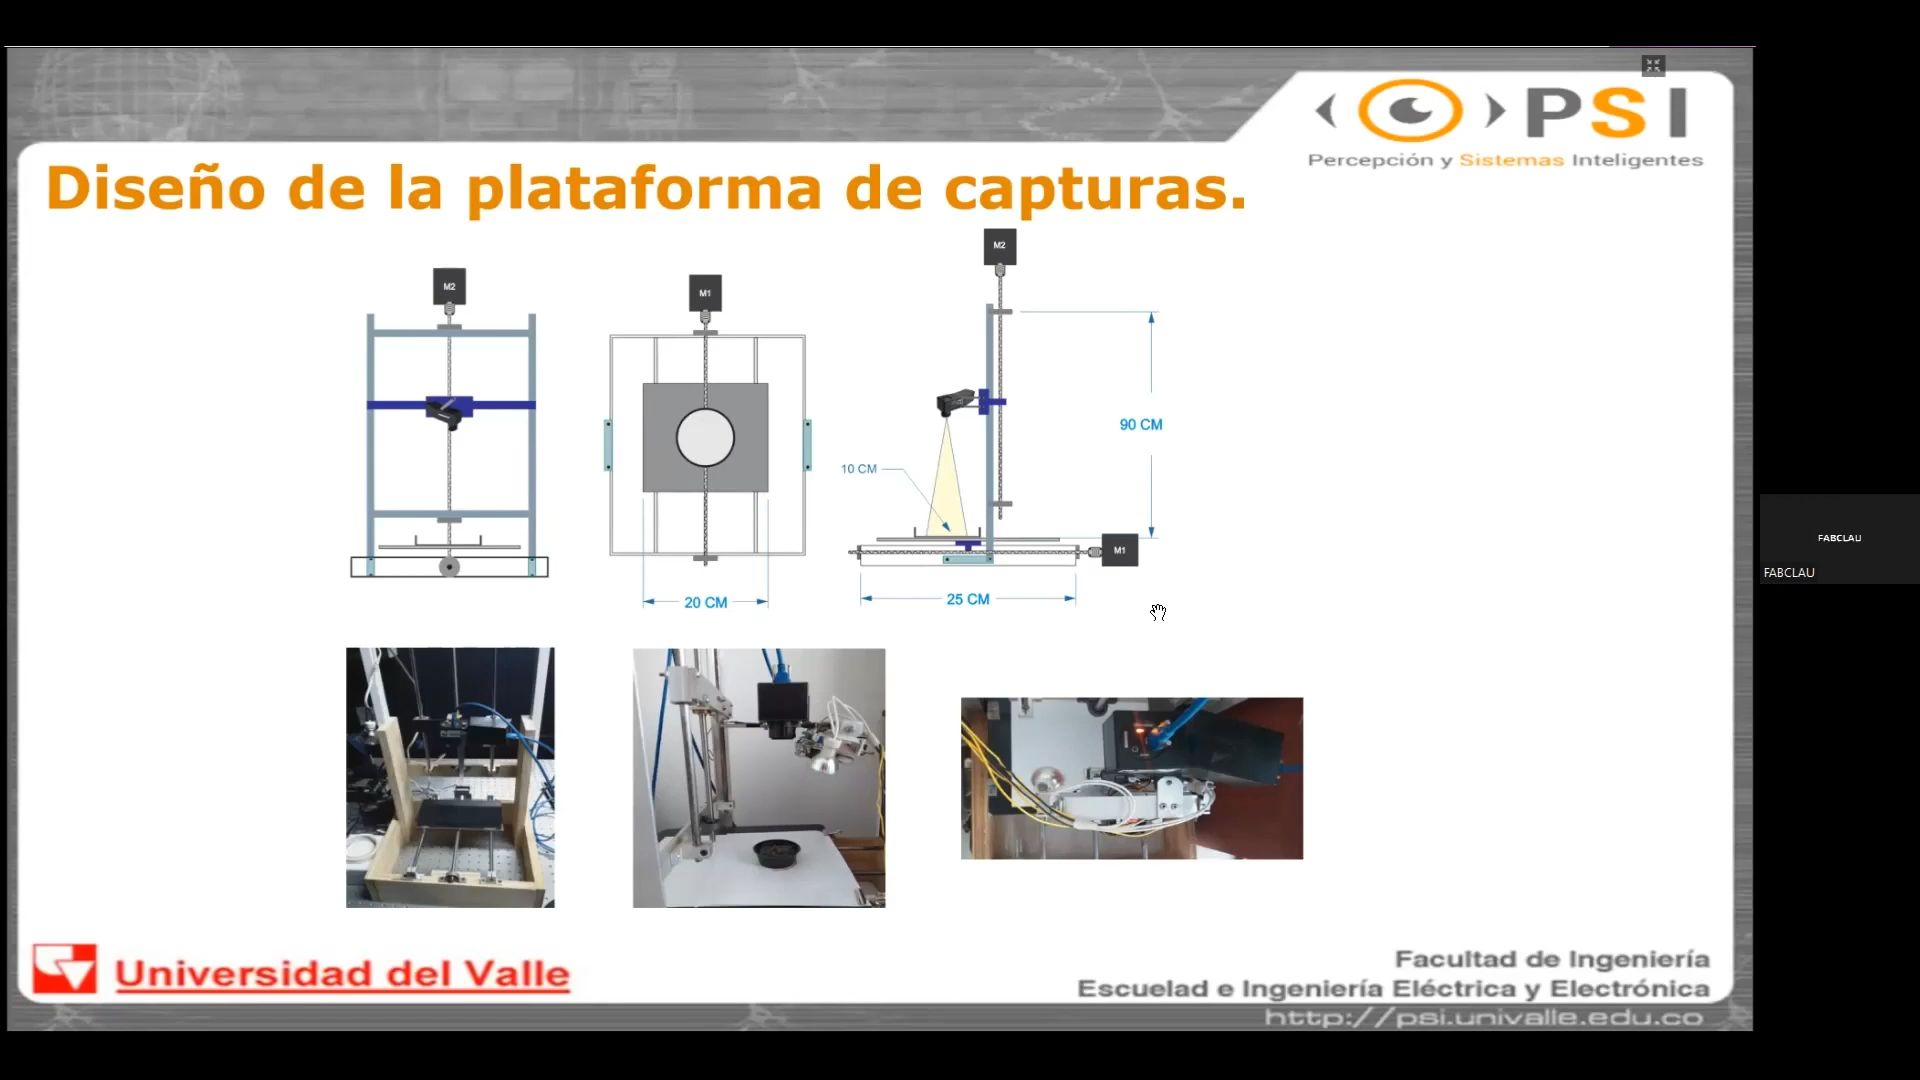 PSI
Percepción y Sistemas Inteligentes
Diseño de la plataforma de capturas.
M2
M1
M2
90 CM
10 CM
M1
20 CM
25 CM
FABCLAU
FABCLAU
Universidad del Valle
Facultad de Ingeniería
Escuelad e Ingeniería Eléctrica y Electrónica
http://psi.univalle.edu.co